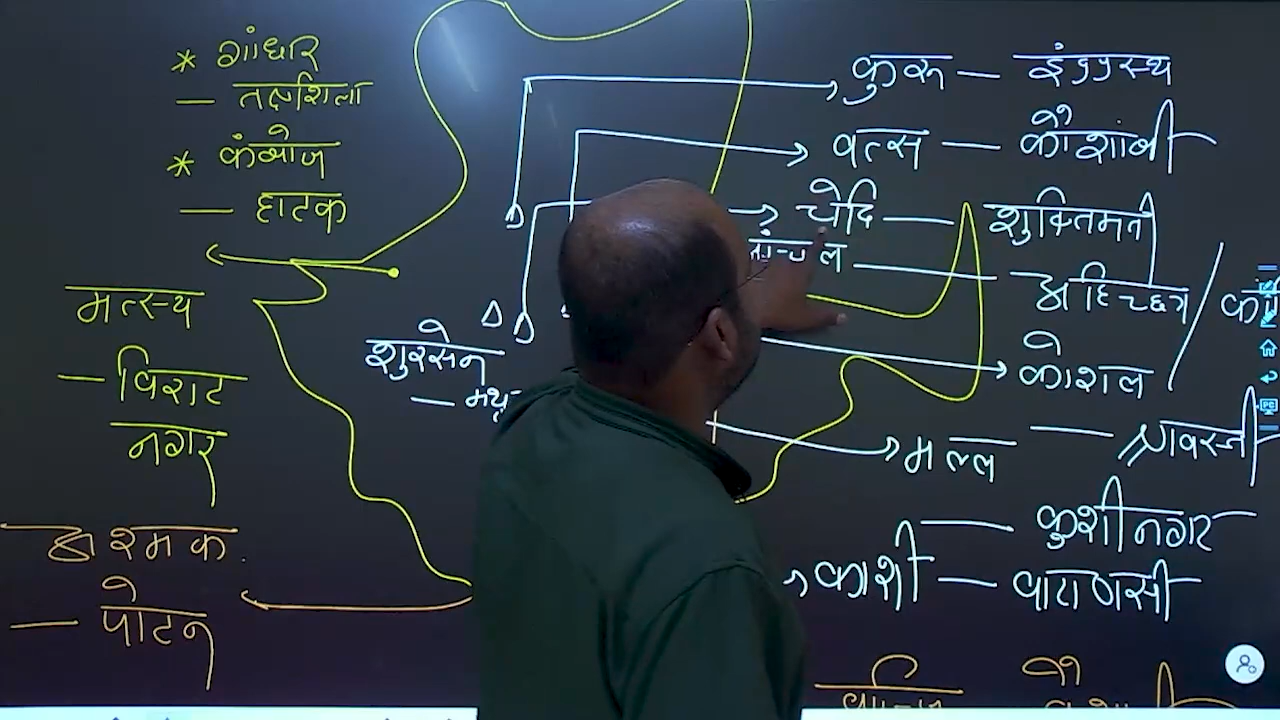 * गांधार
— तक्षशिला
* कंबोज
— हाटक
मत्स्य
— विराट
नगर
अश्मक
— पोटन
शुरसेन
कुरू — इंद्रप्रस्थ
वत्स — कौशांबी
चेदि — शुक्तिमती
पांन्चाल — अहिच्छत्र /
कोशल
— श्रावस्ती
मल्ल
— कुशीनगर
काशी — वाराणसी